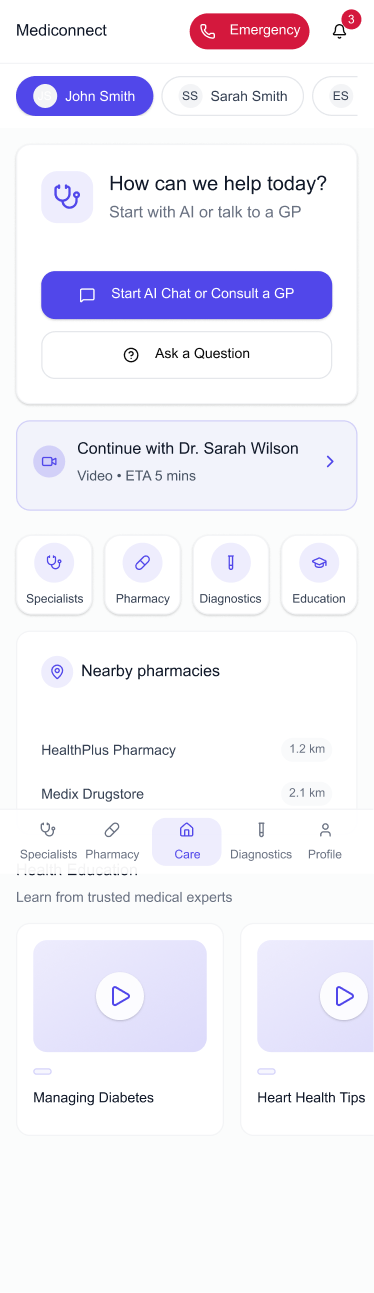 Mediconnect
Emergency
3
John Smith
SS
Sarah Smith
ES
How can we help today?
Start with AI or talk to a GP
Start AI Chat or Consult a GP
Ask a Question
Continue with Dr. Sarah Wilson
Video • ETA 5 mins
Specialists
Pharmacy
Diagnostics
Education
Nearby pharmacies
HealthPlus Pharmacy
1.2 km
Medix Drugstore
2.1 km
Specialists
Pharmacy
Care
Diagnostics
Profile
Health Education
Learn from trusted medical experts
Managing Diabetes
Heart Health Tips